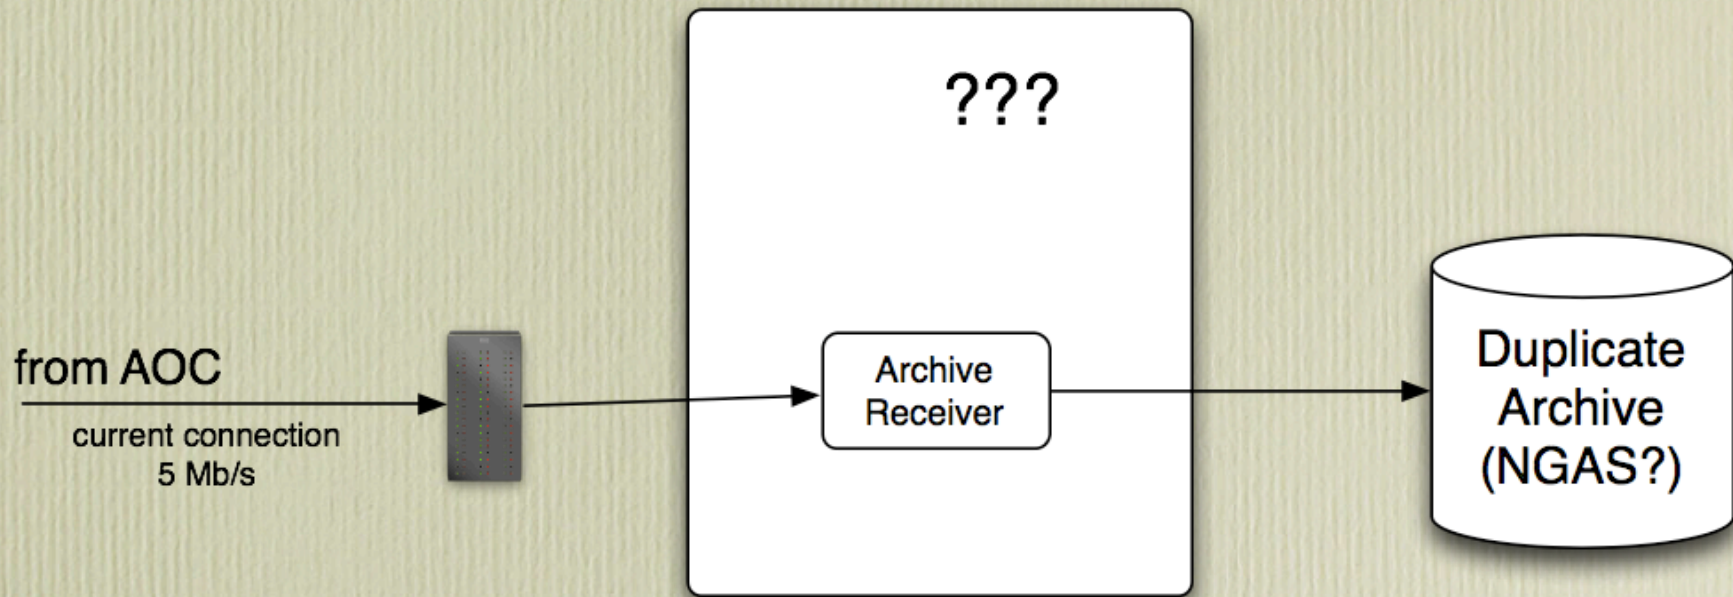 ???
from AOC
current connection
5 Mb/s
Archive
Receiver
Duplicate
Archive
(NGAS?)